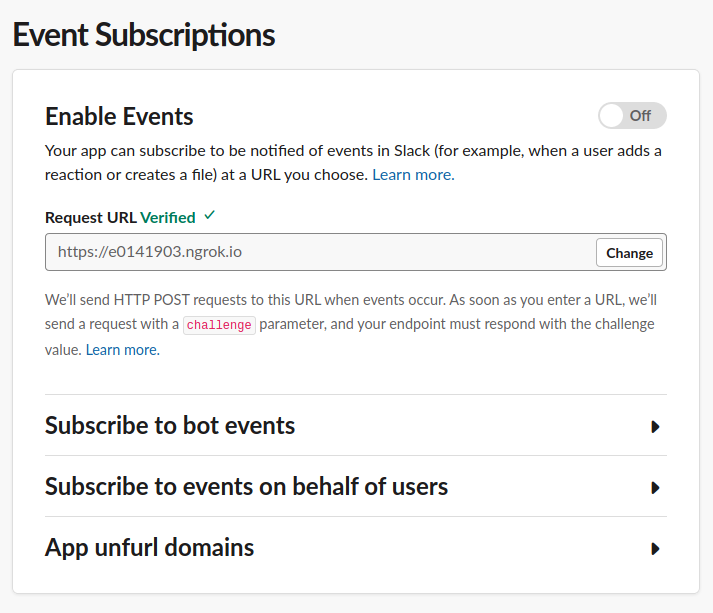 Event Subscriptions
Enable Events
Off
Your app can subscribe to be notified of events in Slack (for example, when a user adds a
reaction or creates a file) at a URL you choose. Learn more.
Request URL Verified ✓
https://e0141903.ngrok.io
Change
We’ll send HTTP POST requests to this URL when events occur. As soon as you enter a URL, we’ll
send a request with a challenge parameter, and your endpoint must respond with the challenge
value. Learn more.
Subscribe to bot events
Subscribe to events on behalf of users
App unfurl domains